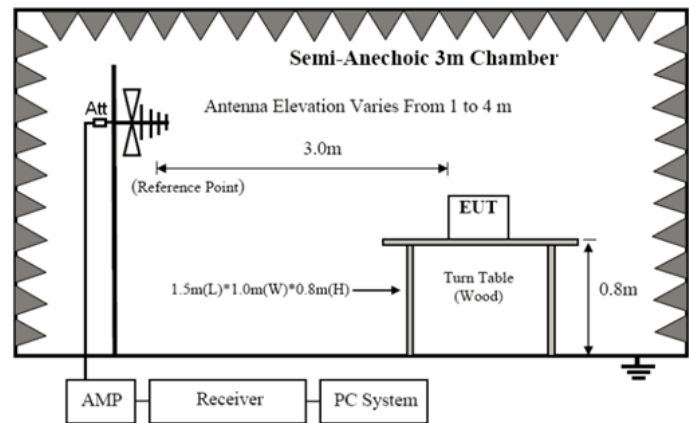 Semi-Anechoic 3m Chamber
Att
Antenna Elevation Varies From 1 to 4 m
3.0m
(Reference Point)
EUT
1.5m(L)*1.0m(W)*0.8m(H)
Turn Table
(Wood)
0.8m
AMP
Receiver
PC System